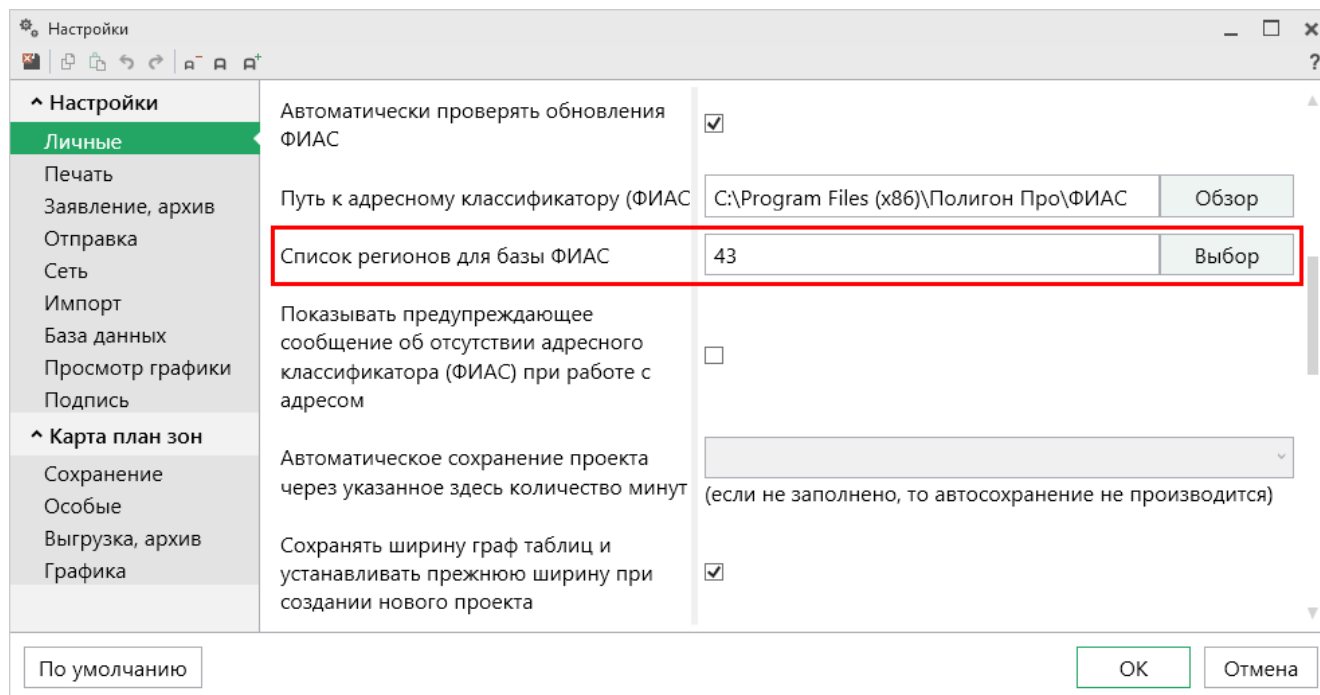 Настройки
?
Настройки
Личные
Печать
Заявление, архив
Отправка
Сеть
Импорт
База данных
Просмотр графики
Подпись
Карта план зон
Сохранение
Особые
Выгрузка, архив
Графика
Автоматически проверять обновления
ФИАС
Путь к адресному классификатору (ФИАС
C:\Program Files (x86)\Полигон Про\ФИАС
Обзор
Список регионов для базы ФИАС
43
Выбор
Показывать предупреждающее
сообщение об отсутствии адресного
классификатора (ФИАС) при работе с
адресом
Автоматическое сохранение проекта
через указанное здесь количество минут
(если не заполнено, то автосохранение не производится)
Сохранять ширину граф таблиц и
устанавливать прежнюю ширину при
создании нового проекта
По умолчанию
ОК
Отмена